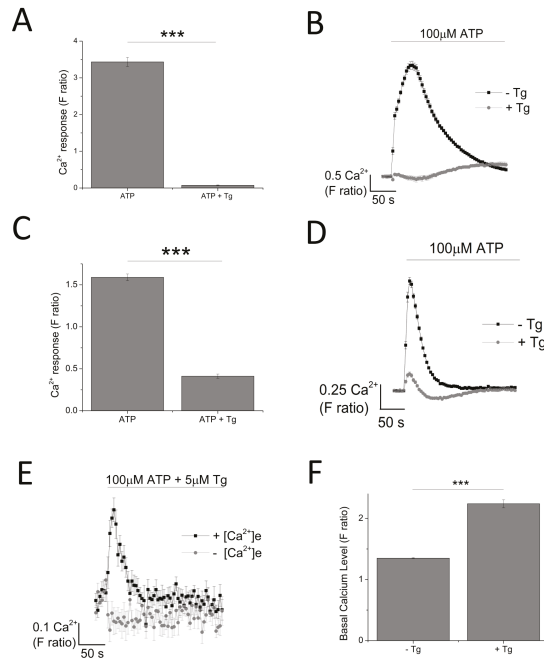 A
***
Ca²⁺ response (F ratio)
4
3
2
1
0
ATP
ATP + Tg
B
100µM ATP
- Tg
+ Tg
0.5 Ca²⁺
(F ratio)
50 s
C
***
Ca²⁺ response (F ratio)
1.5
1.0
0.5
0.0
ATP
ATP + Tg
D
100µM ATP
- Tg
+ Tg
0.25 Ca²⁺
(F ratio)
50 s
E
100µM ATP + 5µM Tg
+ [Ca²⁺]e
- [Ca²⁺]e
0.1 Ca²⁺
(F ratio)
50 s
F
***
Basal Calcium Level (F ratio)
2
1
0
- Tg
+ Tg